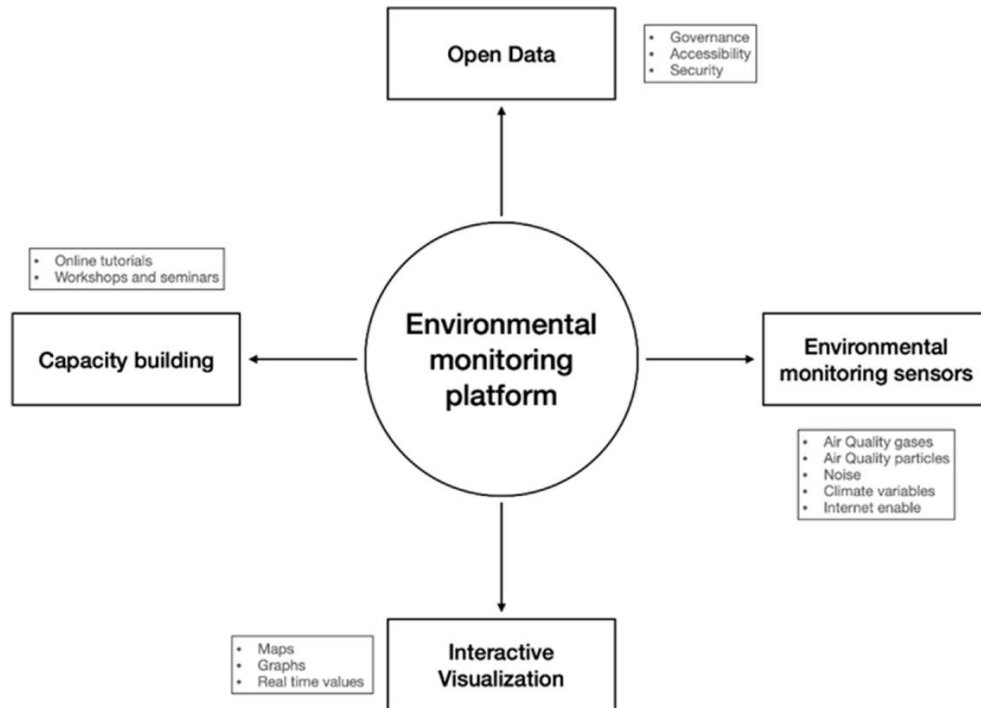 Open Data
• Governance
• Accessibility
• Security
• Online tutorials
• Workshops and seminars
Capacity building
Environmental
monitoring
platform
Environmental
monitoring sensors
• Air Quality gases
• Air Quality particles
• Noise
• Climate variables
• Internet enable
• Maps
• Graphs
• Real time values
Interactive
Visualization